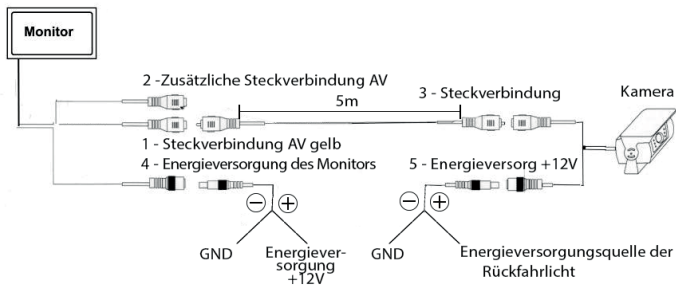 Monitor
2 -Zusätzliche Steckverbindung AV
5m
3 - Steckverbindung
Kamera
1 - Steckverbindung AV gelb
4 - Energieversorgung des Monitors
5 - Energieversorg +12V
GND
Energiever-
sorgung
+12V
GND
Energieversorgungsquelle der
Rückfahrlicht